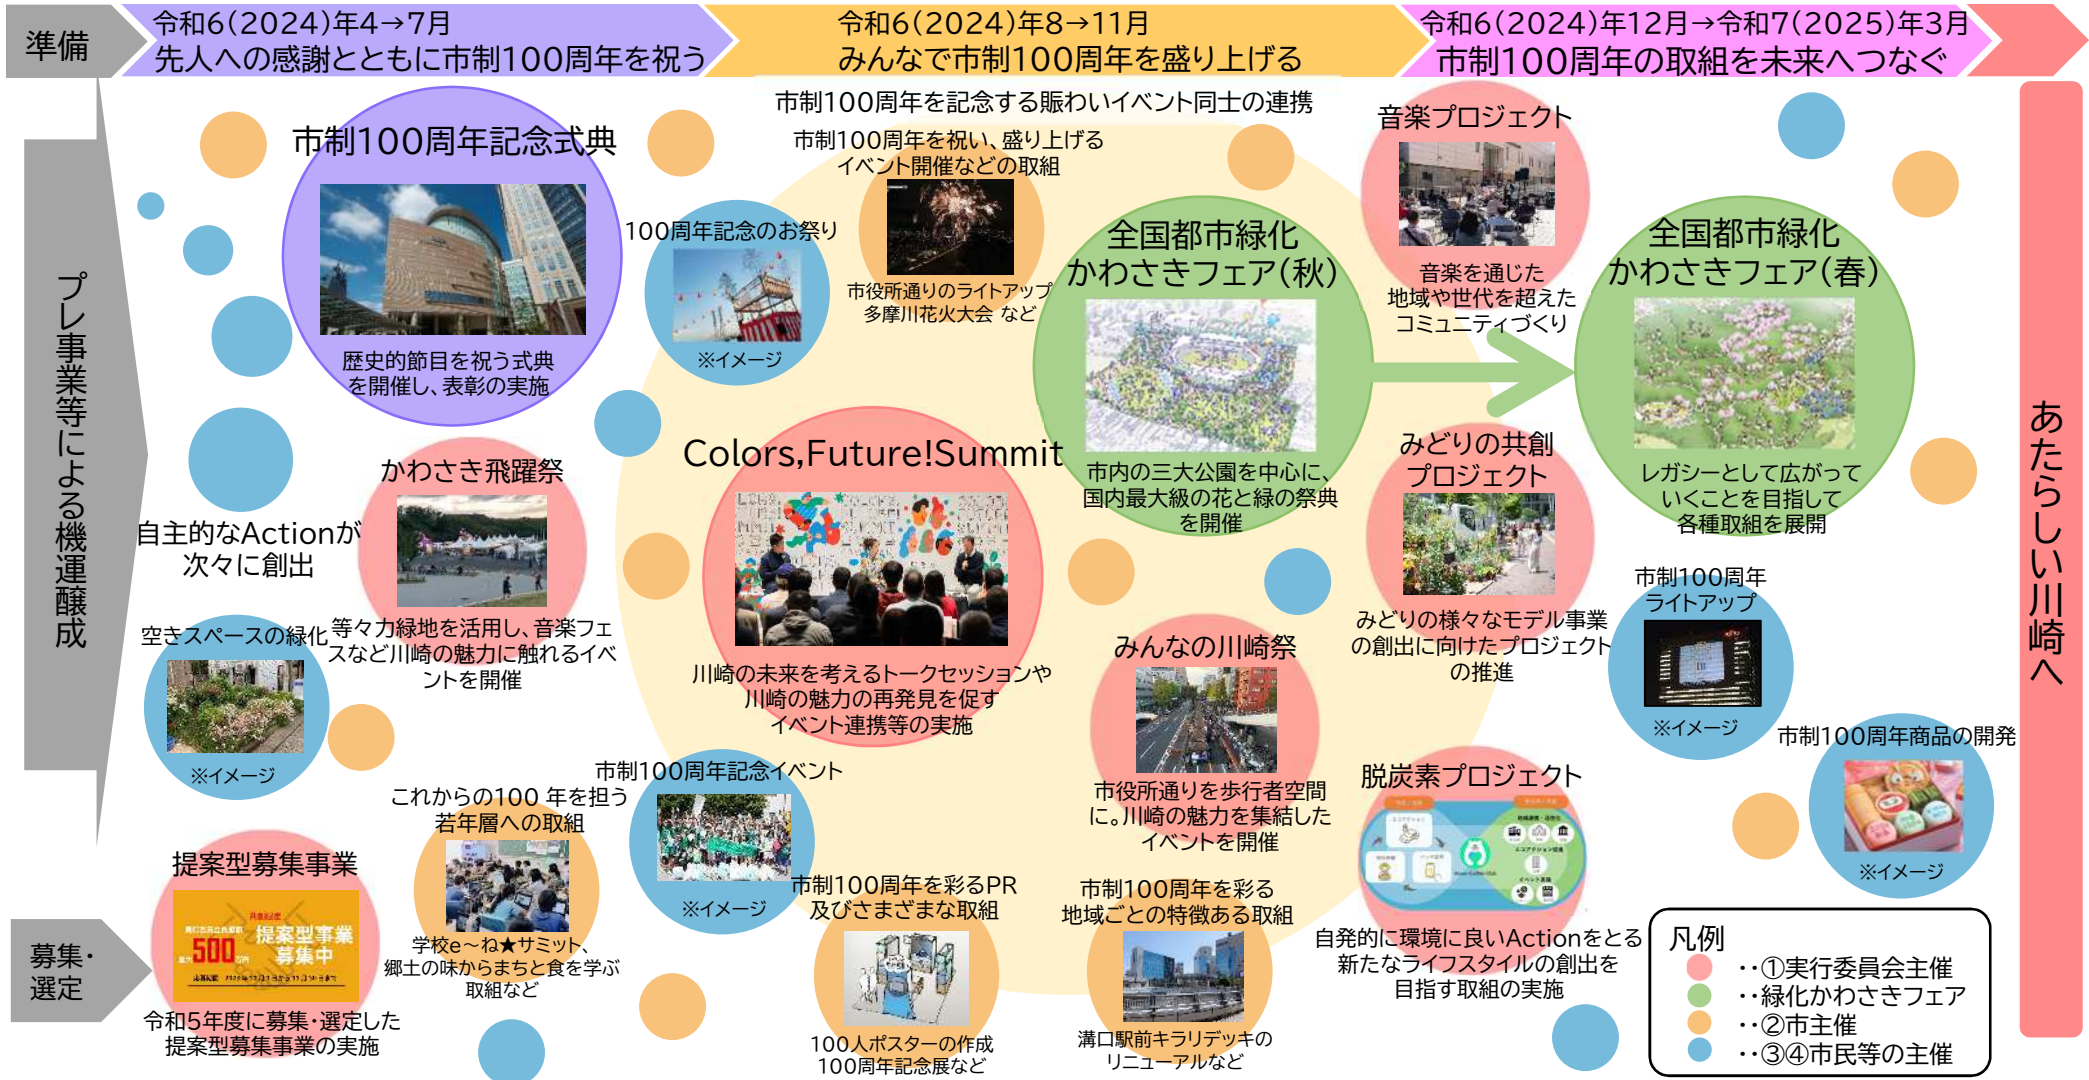 準備
令和6(2024)年4→7月
先人への感謝とともに市制100周年を祝う
令和6(2024)年8→11月
みんなで市制100周年を盛り上げる
令和6(2024)年12月→令和7(2025)年3月
市制100周年の取組を未来へつなぐ
プレ事業等による機運醸成
募集・
選定
市制100周年記念式典
歴史的節目を祝う式典
を開催し、表彰の実施
自主的なActionが
次々に創出
かわさき飛躍祭
等々力緑地を活用し、音楽フェ
スなど川崎の魅力に触れるイベ
ントを開催
空きスペースの緑化
※イメージ
提案型募集事業
500
提案型事業
募集中
令和5年度に募集・選定した
提案型募集事業の実施
これからの100 年を担う
若年層への取組
学校e～ね★サミット、
郷土の味からまちと食を学ぶ
取組など
市制100周年を記念する賑わいイベント同士の連携
市制100周年を祝い、盛り上げる
イベント開催などの取組
市役所通りのライトアップ
多摩川花火大会 など
100周年記念のお祭り
※イメージ
Colors,Future!Summit
川崎の未来を考えるトークセッションや
川崎の魅力の再発見を促す
イベント連携等の実施
市制100周年記念イベント
※イメージ
市制100周年を彩るPR
及びさまざまな取組
100人ポスターの作成
100周年記念展など
全国都市緑化
かわさきフェア(秋)
市内の三大公園を中心に、
国内最大級の花と緑の祭典
を開催
みんなの川崎祭
市役所通りを歩行者空間
に。川崎の魅力を集結した
イベントを開催
市制100周年を彩る
地域ごとの特徴ある取組
溝口駅前キラリデッキの
リニューアルなど
音楽プロジェクト
音楽を通じた
地域や世代を超えた
コミュニティづくり
みどりの共創
プロジェクト
みどりの様々なモデル事業
の創出に向けたプロジェクト
の推進
脱炭素プロジェクト
自発的に環境に良いActionをとる
新たなライフスタイルの創出を
目指す取組の実施
全国都市緑化
かわさきフェア(春)
レガシーとして広がって
いくことを目指して
各種取組を展開
市制100周年
ライトアップ
※イメージ
市制100周年商品の開発
※イメージ
あたらしい川崎へ
凡例
‥①実行委員会主催
‥緑化かわさきフェア
‥②市主催
‥③④市民等の主催